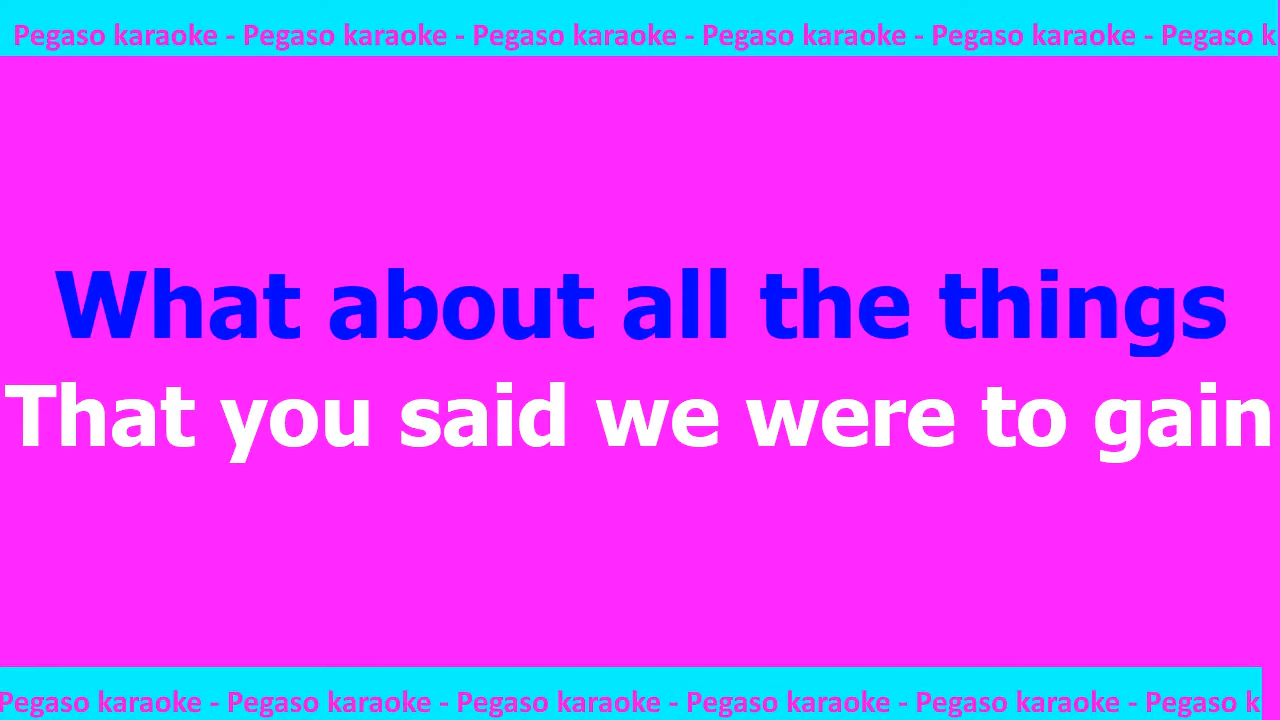 Pegaso karaoke - Pegaso karaoke - Pegaso karaoke - Pegaso karaoke - Pegaso karaoke - Pegaso k
What about all the things
That you said we were to gain
Pegaso karaoke - Pegaso karaoke - Pegaso karaoke - Pegaso karaoke - Pegaso karaoke - Pegaso k